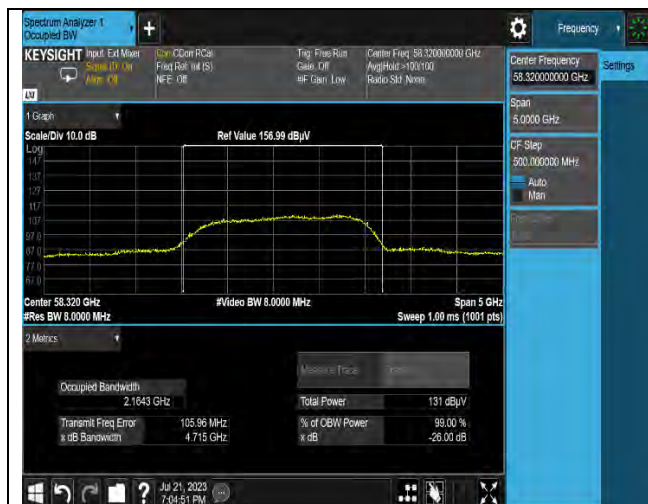 Spectrum Analyzer 1
Occupied BW
Frequency
KEYSIGHT
Input: Ext Mixer
Signal ID: On
Align: Off
Corr CCorr RCal
Freq Ref: Int (S)
NFE: Off
Trig: Free Run
Gate: Off
#IF Gain: Low
Center Freq: 58.320000000 GHz
Avg|Hold:>100/100
Radio Std: None
Center Frequency
58.320000000 GHz
Settings
Span
5.0000 GHz
CF Step
500.000000 MHz
Auto
Man
1 Graph
Scale/Div 10.0 dB
Ref Value 156.99 dBµV
Log
147
137
127
117
107
97.0
87.0
77.0
67.0
Center 58.320 GHz
#Video BW 8.0000 MHz
Span 5 GHz
#Res BW 8.0000 MHz
Sweep 1.00 ms (1001 pts)
2 Metrics
Measure Trace
Occupied Bandwidth
2.1643 GHz
Total Power
131 dBµV
Transmit Freq Error
105.96 MHz
% of OBW Power
99.00 %
x dB Bandwidth
4.715 GHz
x dB
-26.00 dB
Jul 21, 2023
7:04:51 PM